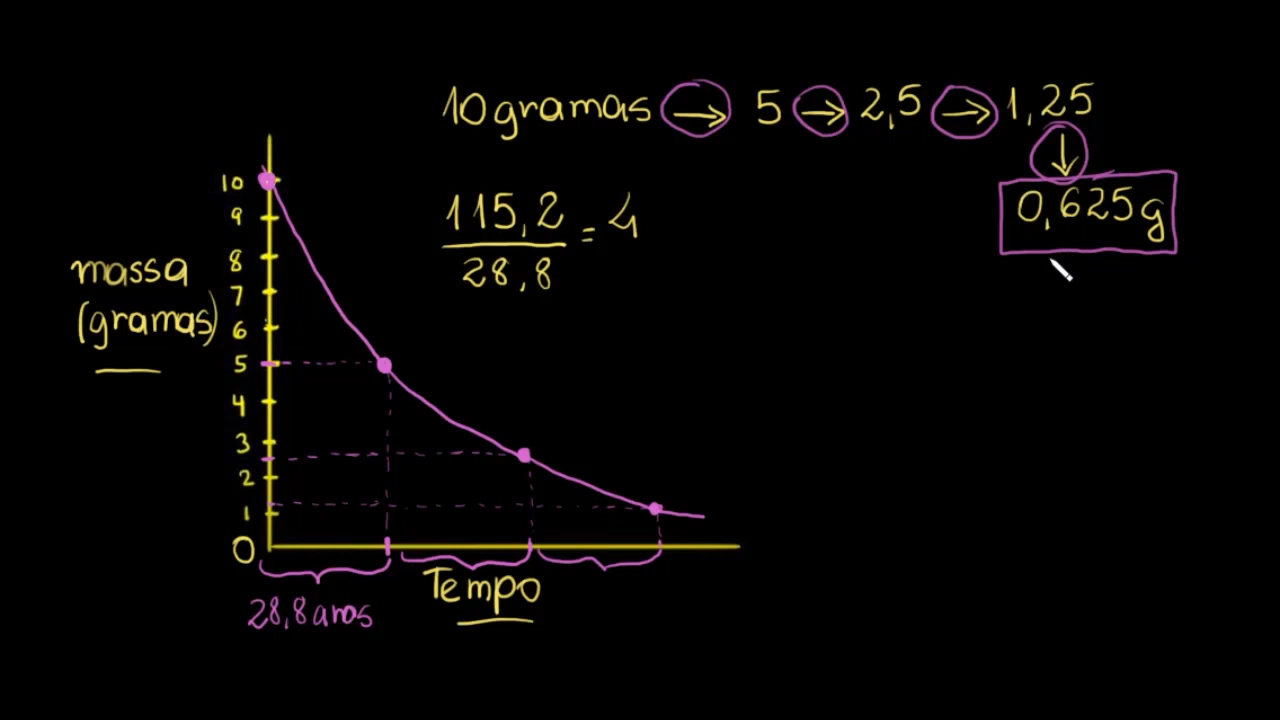 10 gramas → 5 → 2,5 → 1,25
↓
0,625g
115,2
28,8
= 4
massa
(gramas)
10
9
8
7
6
5
4
3
2
1
0
Tempo
28,8 anos